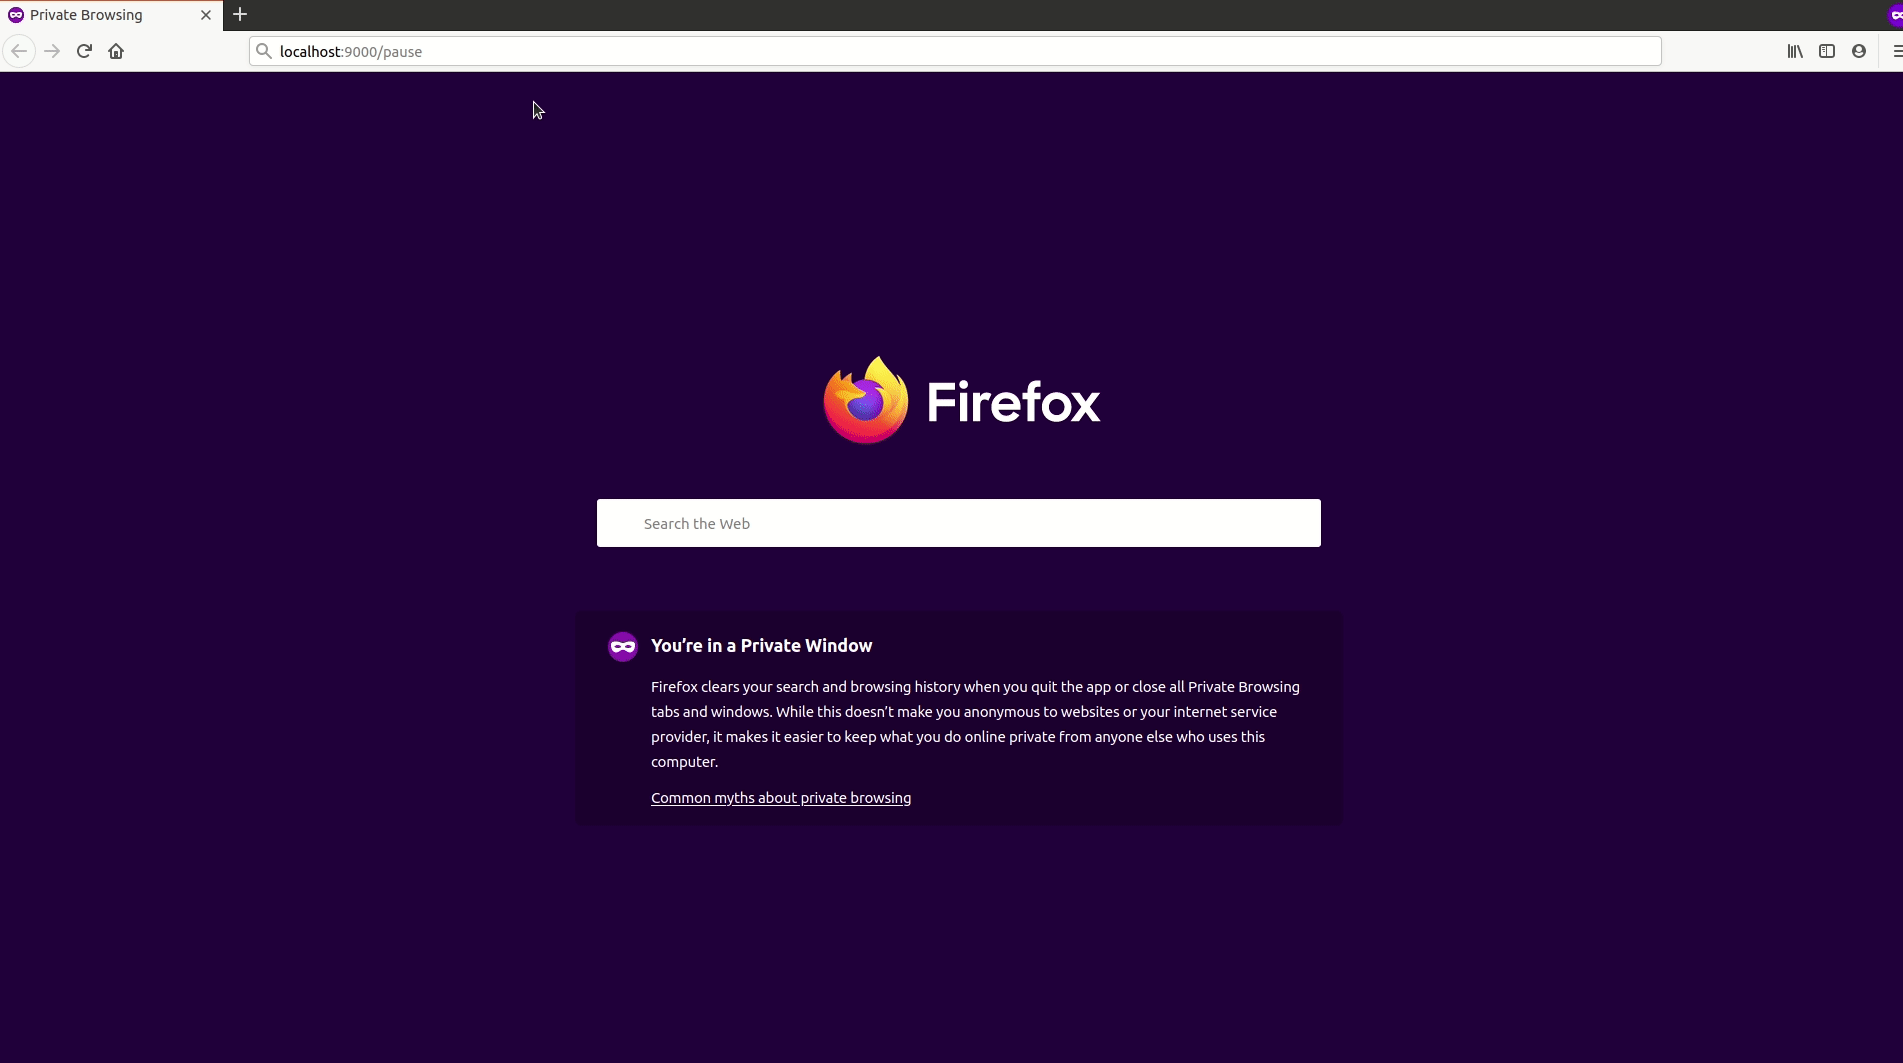 Private Browsing
localhost:9000/pause
Firefox
Search the Web
You’re in a Private Window
Firefox clears your search and browsing history when you quit the app or close all Private Browsing
tabs and windows. While this doesn’t make you anonymous to websites or your internet service
provider, it makes it easier to keep what you do online private from anyone else who uses this
computer.
Common myths about private browsing